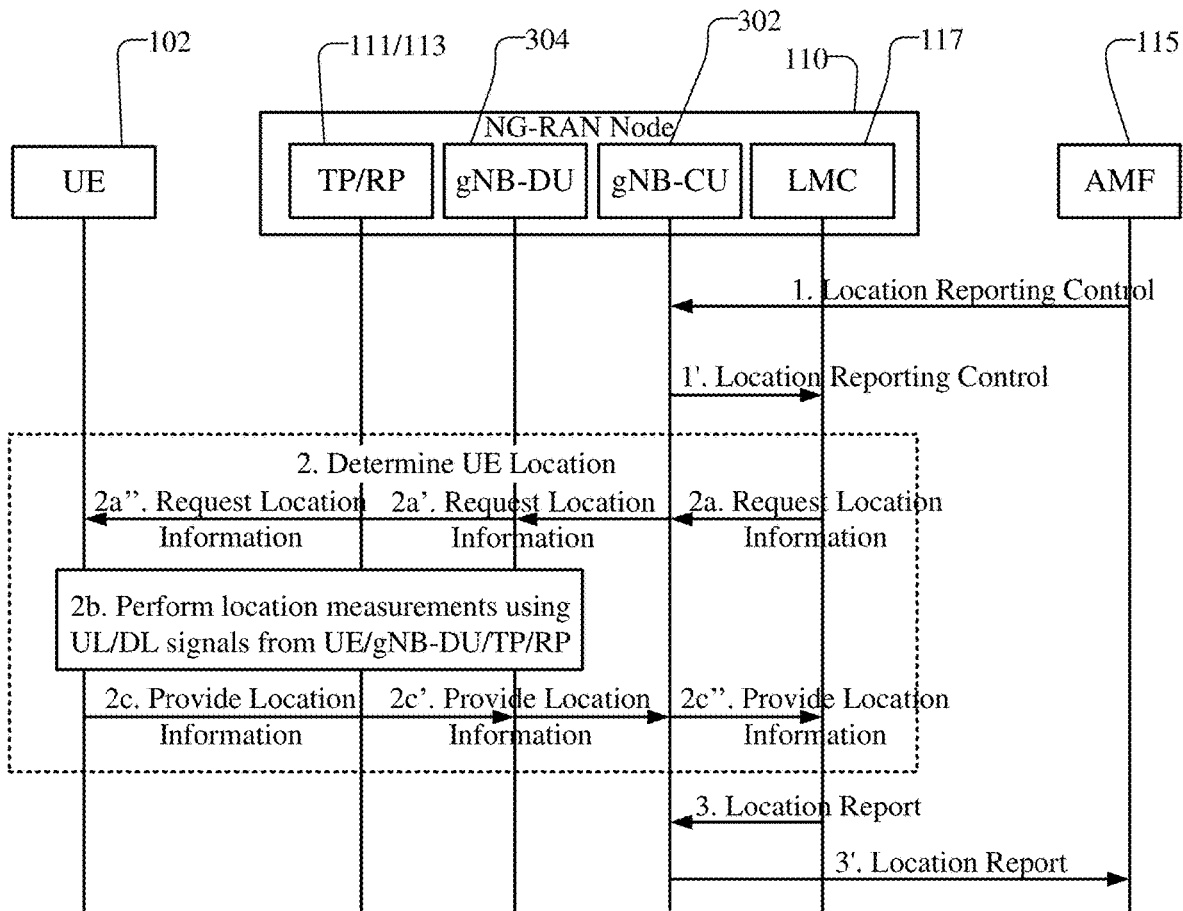 102
111/113
304
302
110
117
115
NG-RAN Node
UE
TP/RP
gNB-DU
gNB-CU
LMC
AMF
1. Location Reporting Control
1'. Location Reporting Control
2. Determine UE Location
2a”. Request Location
Information
2a’. Request Location
Information
2a. Request Location
Information
2b. Perform location measurements using
UL/DL signals from UE/gNB-DU/TP/RP
2c. Provide Location
Information
2c’. Provide Location
Information
2c”. Provide Location
Information
3. Location Report
3'. Location Report